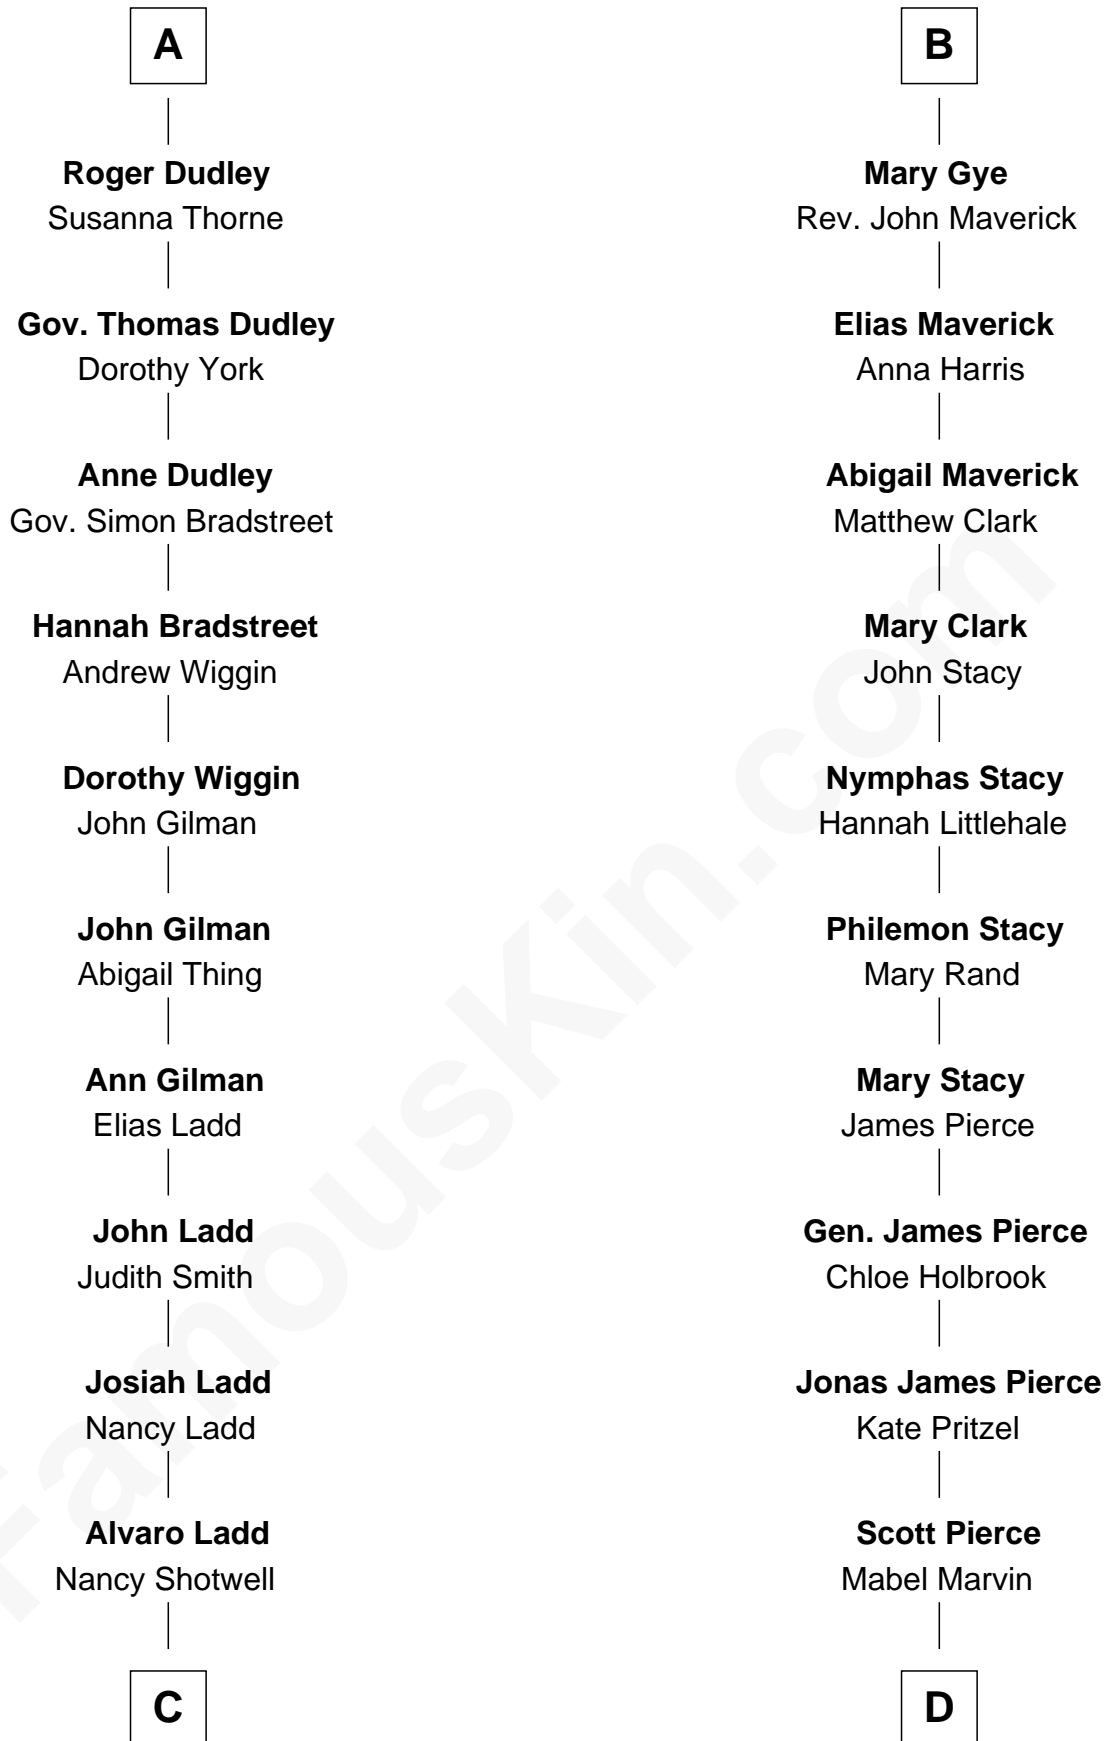 A
Roger Dudley
Susanna Thorne
Gov. Thomas Dudley
Dorothy York
Anne Dudley
Gov. Simon Bradstreet
Hannah Bradstreet
Andrew Wiggin
Dorothy Wiggin
John Gilman
John Gilman
Abigail Thing
Ann Gilman
Elias Ladd
John Ladd
Judith Smith
Josiah Ladd
Nancy Ladd
Alvaro Ladd
Nancy Shotwell
C
B
Mary Gye
Rev. John Maverick
Elias Maverick
Anna Harris
Abigail Maverick
Matthew Clark
Mary Clark
John Stacy
Nymphas Stacy
Hannah Littlehale
Philemon Stacy
Mary Rand
Mary Stacy
James Pierce
Gen. James Pierce
Chloe Holbrook
Jonas James Pierce
Kate Pritzel
Scott Pierce
Mabel Marvin
D
FamousKin.com